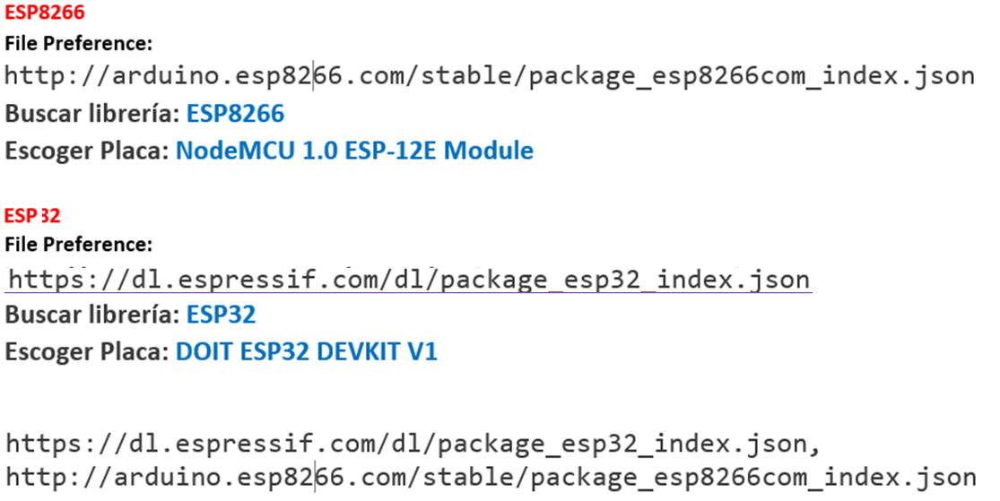 ESP8266
File Preference:
http://arduino.esp8266.com/stable/package_esp8266com_index.json
Buscar librería: ESP8266
Escoger Placa: NodeMCU 1.0 ESP-12E Module
ESP32
File Preference:
https://dl.espressif.com/dl/package_esp32_index.json
Buscar librería: ESP32
Escoger Placa: DOIT ESP32 DEVKIT V1
https://dl.espressif.com/dl/package_esp32_index.json,
http://arduino.esp8266.com/stable/package_esp8266com_index.json